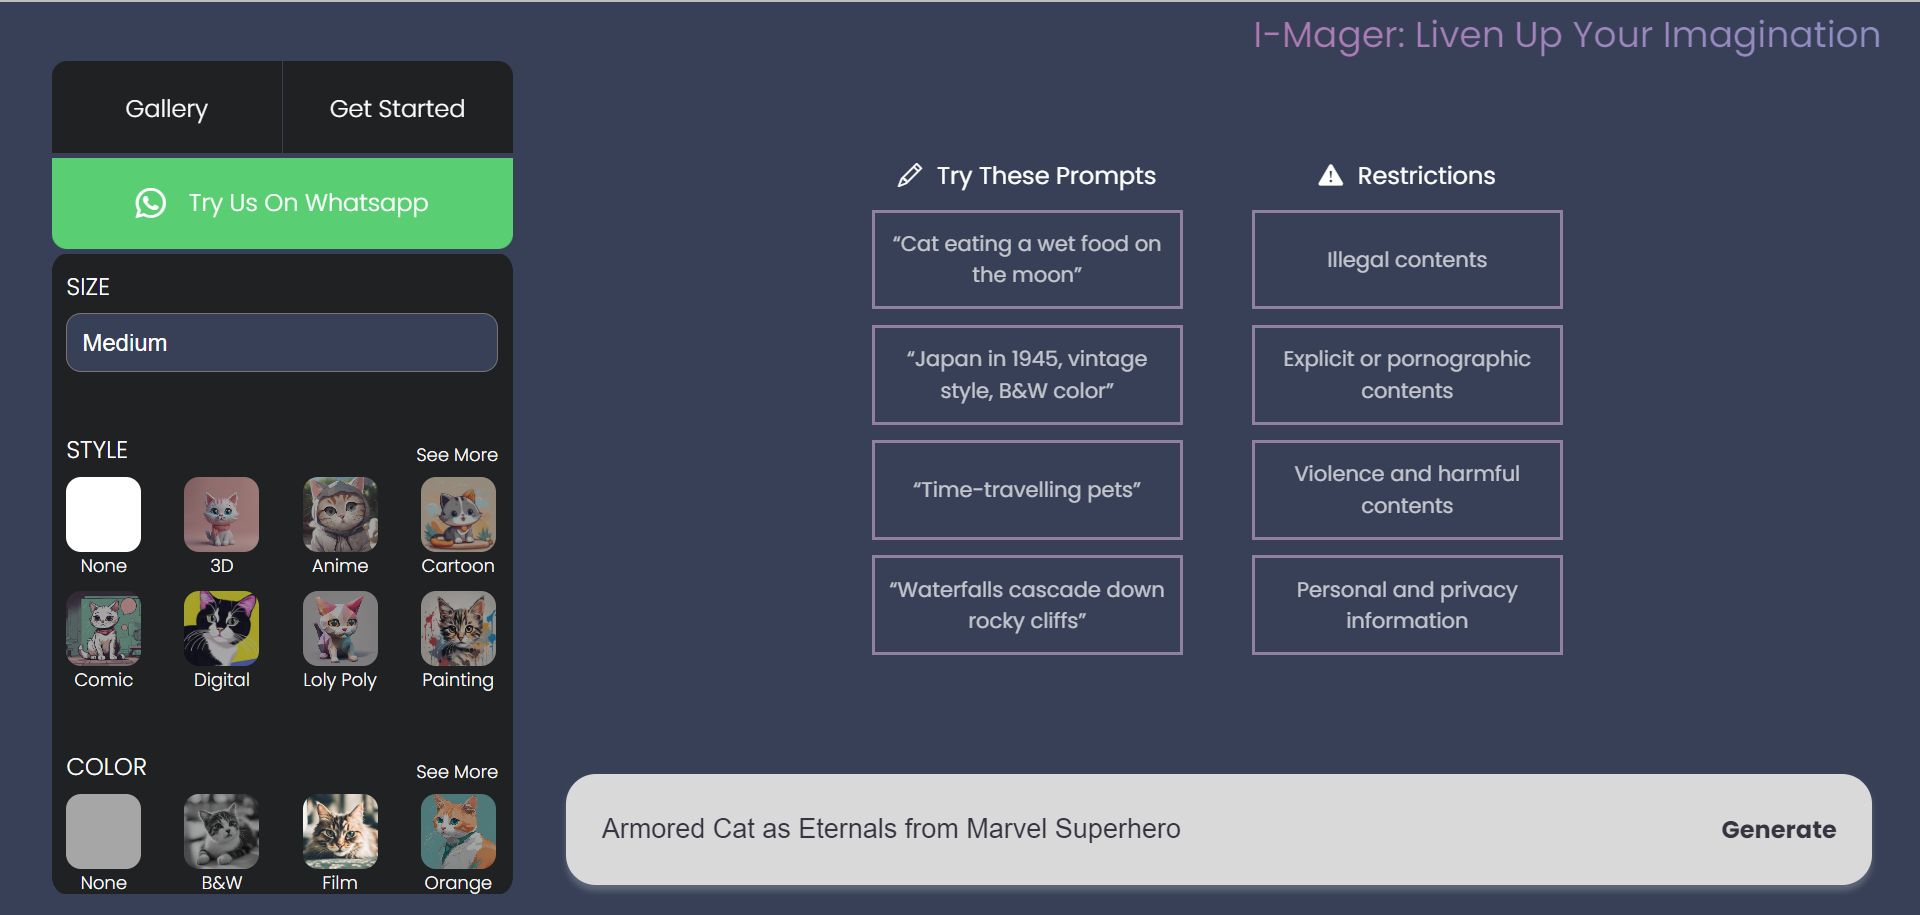 I-Mager: Liven Up Your Imagination
Gallery
Get Started
Try Us On Whatsapp
SIZE
Medium
STYLE
See More
None
3D
Anime
Cartoon
Comic
Digital
Loly Poly
Painting
COLOR
See More
None
B&W
Film
Orange
Try These Prompts
“Cat eating a wet food on
the moon”
“Japan in 1945, vintage
style, B&W color”
“Time-travelling pets”
“Waterfalls cascade down
rocky cliffs”
Restrictions
Illegal contents
Explicit or pornographic
contents
Violence and harmful
contents
Personal and privacy
information
Armored Cat as Eternals from Marvel Superhero
Generate